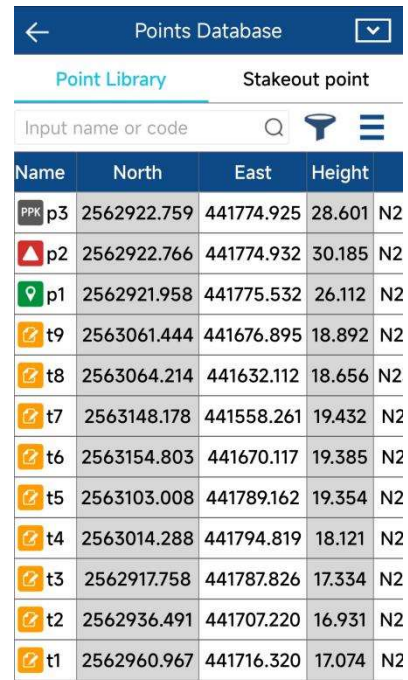 Points Database
Point Library Stakeout point
Input name or code
Name North East Height
PPK p3 2562922.759 441774.925 28.601 N2
p2 2562922.766 441774.932 30.185 N2
p1 2562921.958 441775.532 26.112 N2
t9 2563061.444 441676.895 18.892 N2
t8 2563064.214 441632.112 18.656 N2
t7 2563148.178 441558.261 19.432 N2
t6 2563154.803 441670.117 19.385 N2
t5 2563103.008 441789.162 19.354 N2
t4 2563014.288 441794.819 18.121 N2
t3 2562917.758 441787.826 17.334 N2
t2 2562936.491 441707.220 16.931 N2
t1 2562960.967 441716.320 17.074 N2